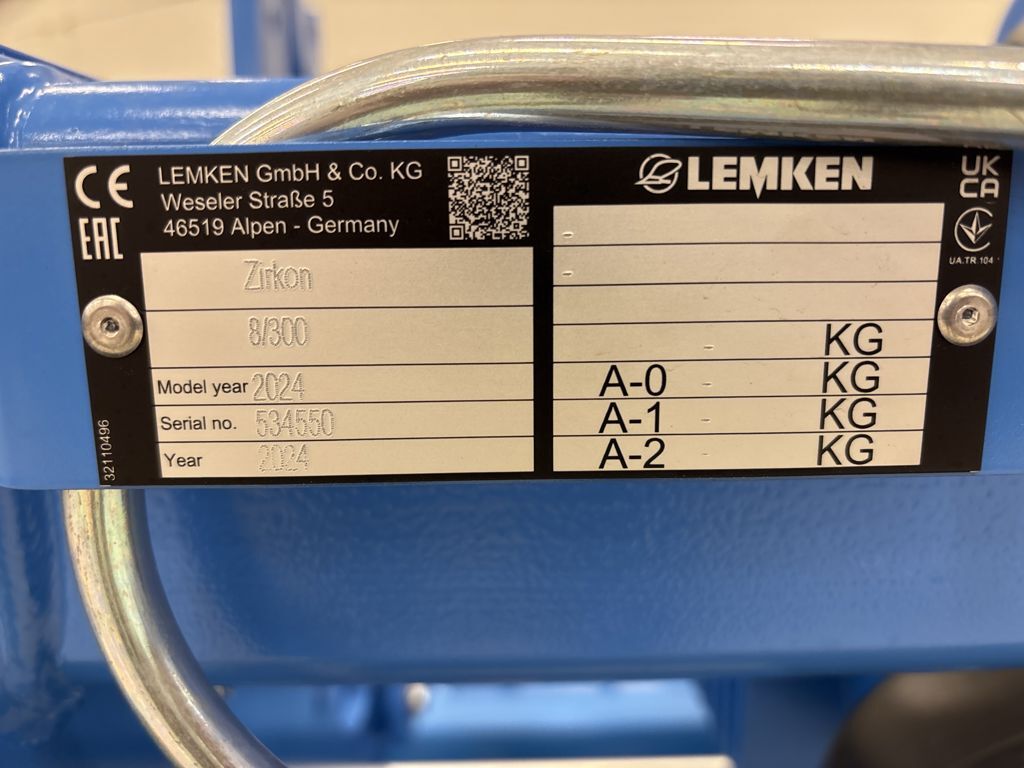 CE
EAC
LEMKEN GmbH & Co. KG
Weseler Straße 5
46519 Alpen - Germany
Zirkon
8/300
Model year 2024
Serial no. 534550
Year 2024
32110496
LEMKEN
UK
CA
UA.TR 104
-
-
- KG
A-0 - KG
A-1 - KG
A-2 - KG